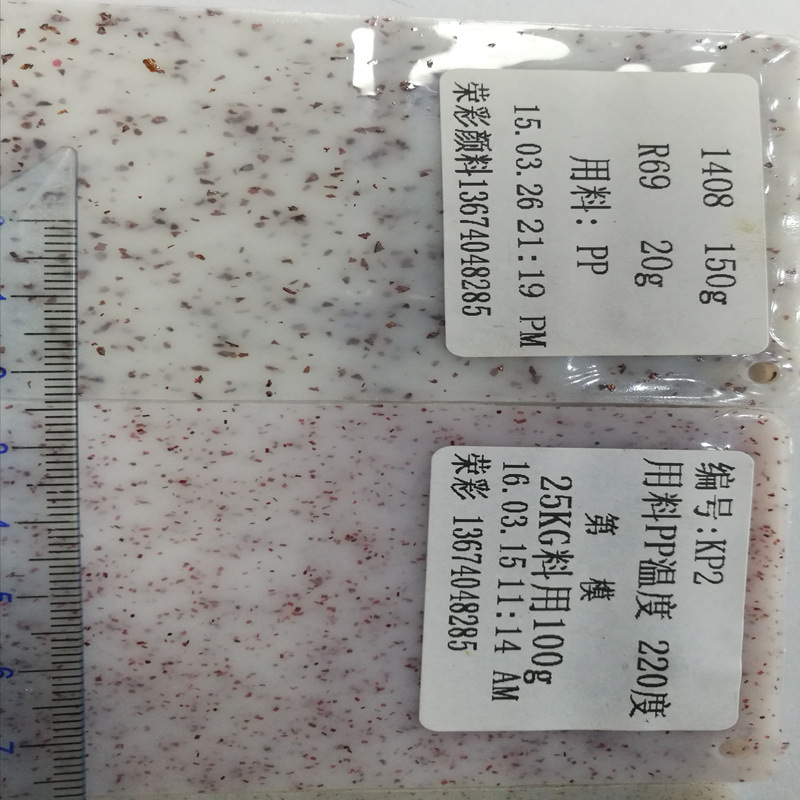 1408 150g
R69 20g
用料: PP
15.03.26 21:19 PM
荣彩颜料13674048285
编号:KP2
用料PP温度 220度
第 模
25KG料用100g
16.03.15 11:14 AM
荣彩 13674048285
5
6
7